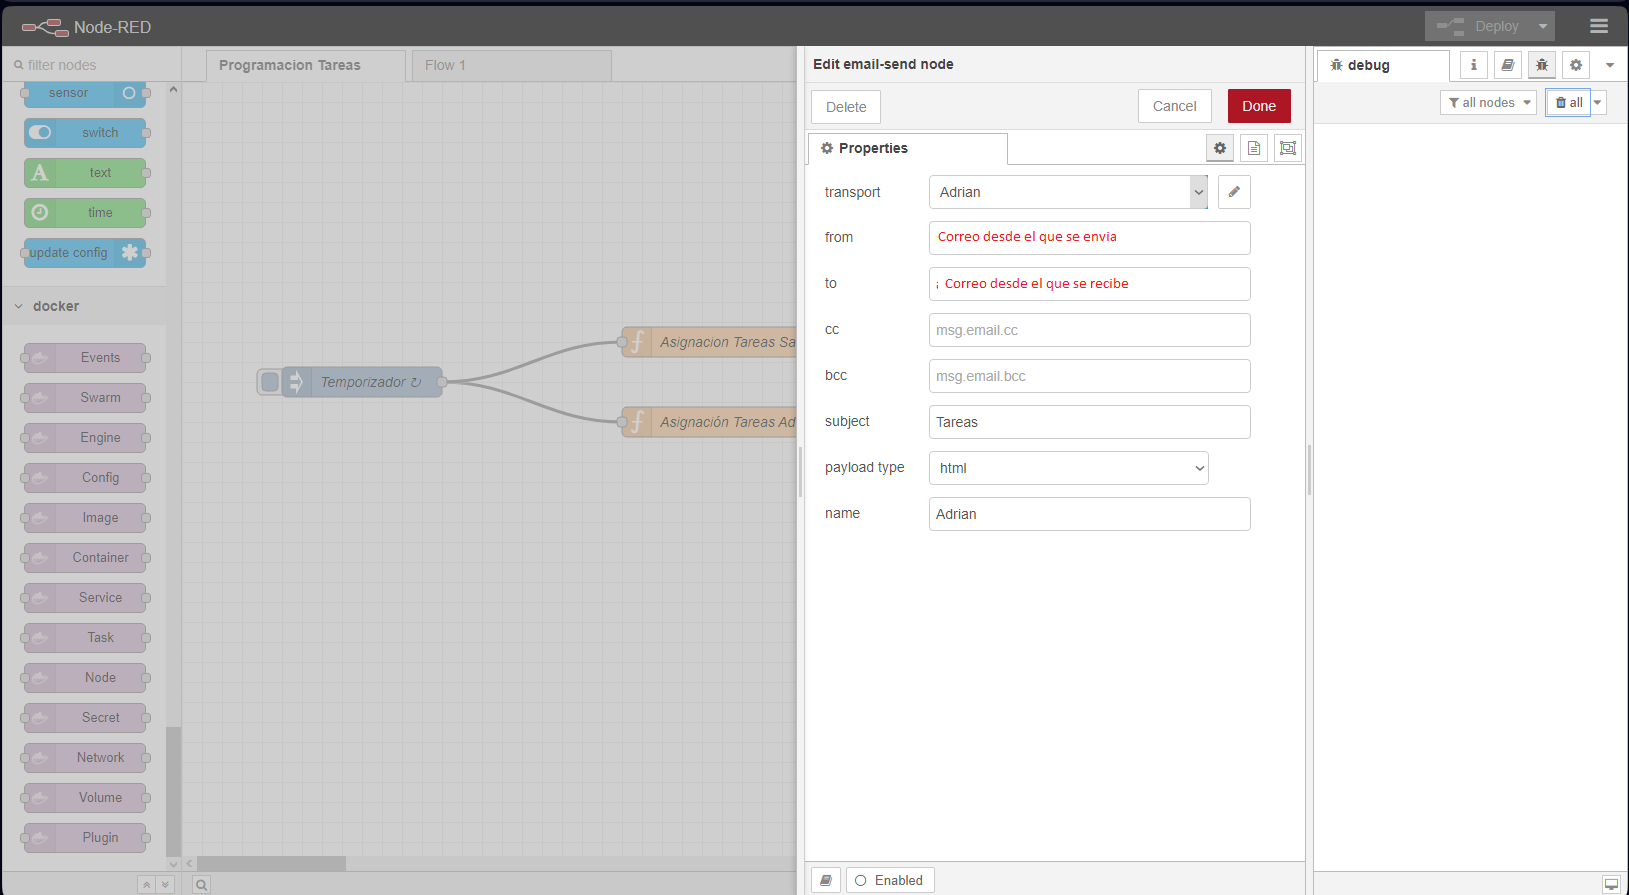 Node-RED
Deploy
filter nodes
sensor
switch
text
time
update config
docker
Events
Swarm
Engine
Config
Image
Container
Service
Task
Node
Secret
Network
Volume
Plugin
Programacion Tareas
Flow 1
Temporizador ↻
Asignacion Tareas Sa
Asignación Tareas Ad
Edit email-send node
Delete
Cancel
Done
Properties
transport
Adrian
from
Correo desde el que se envia
to
Correo desde el que se recibe
cc
msg.email.cc
bcc
msg.email.bcc
subject
Tareas
payload type
html
name
Adrian
Enabled
debug
all nodes
all